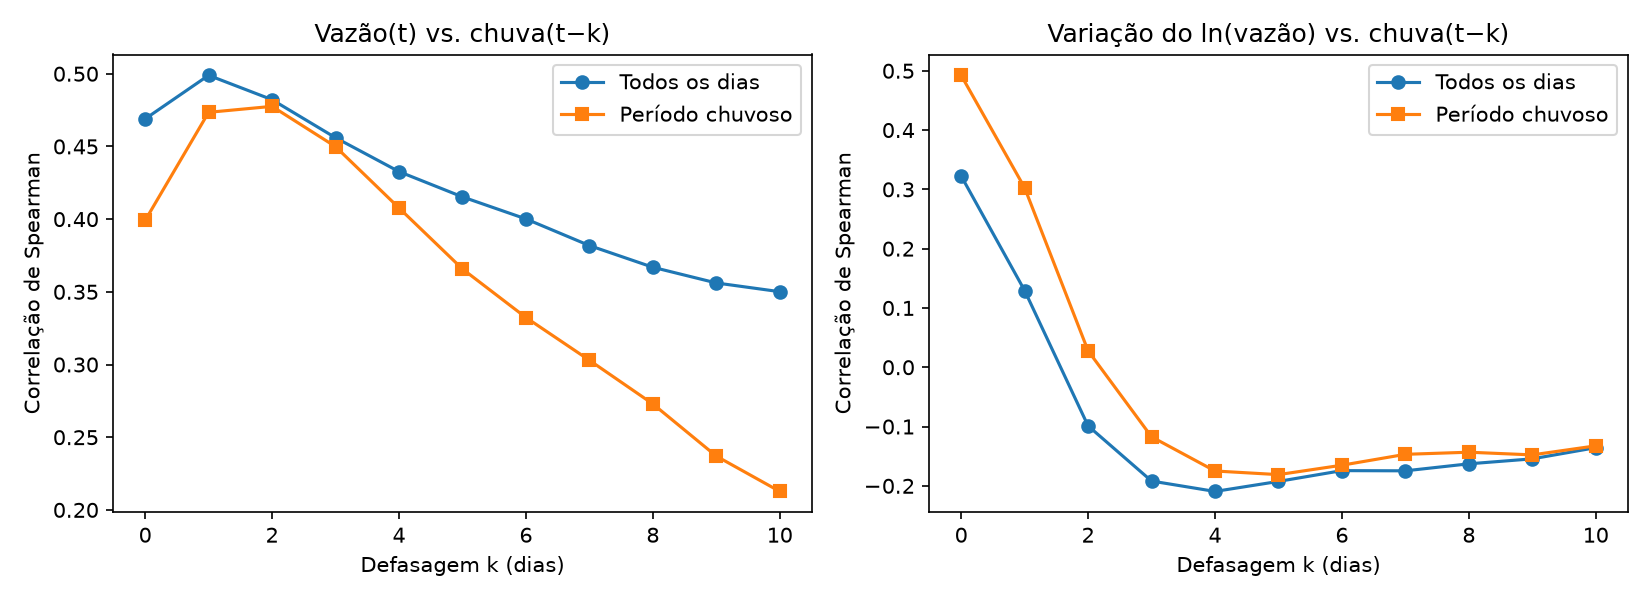 Vazão(t) vs. chuva(t−k)
Todos os dias
Período chuvoso
Correlação de Spearman
0.50
0.45
0.40
0.35
0.30
0.25
0.20
0 2 4 6 8 10
Defasagem k (dias)
Variação do ln(vazão) vs. chuva(t−k)
Todos os dias
Período chuvoso
Correlação de Spearman
0.5
0.4
0.3
0.2
0.1
0.0
−0.1
−0.2
0 2 4 6 8 10
Defasagem k (dias)